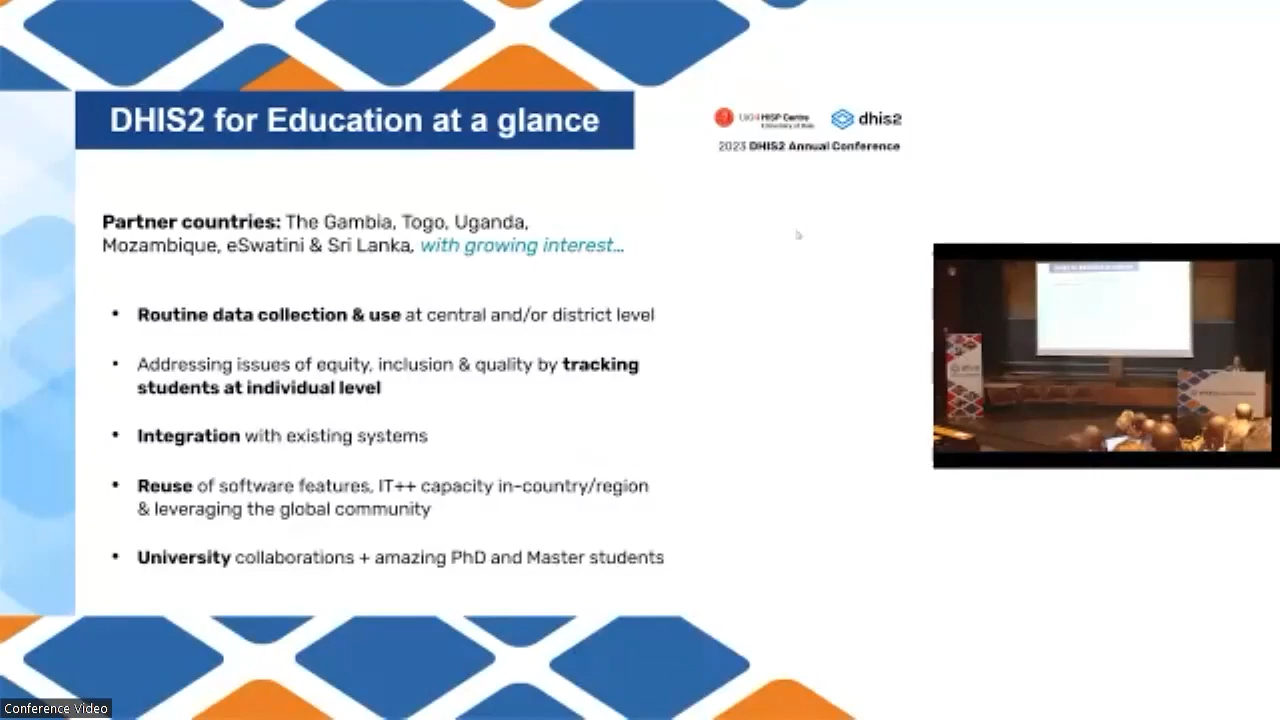 DHIS2 for Education at a glance
HISP Centre
dhis2
2023 DHIS2 Annual Conference
Partner countries: The Gambia, Togo, Uganda,
Mozambique, eSwatini & Sri Lanka, with growing interest…
• Routine data collection & use at central and/or district level
• Addressing issues of equity, inclusion & quality by tracking
students at individual level
• Integration with existing systems
• Reuse of software features, IT++ capacity in-country/region
& leveraging the global community
• University collaborations + amazing PhD and Master students
Conference Video